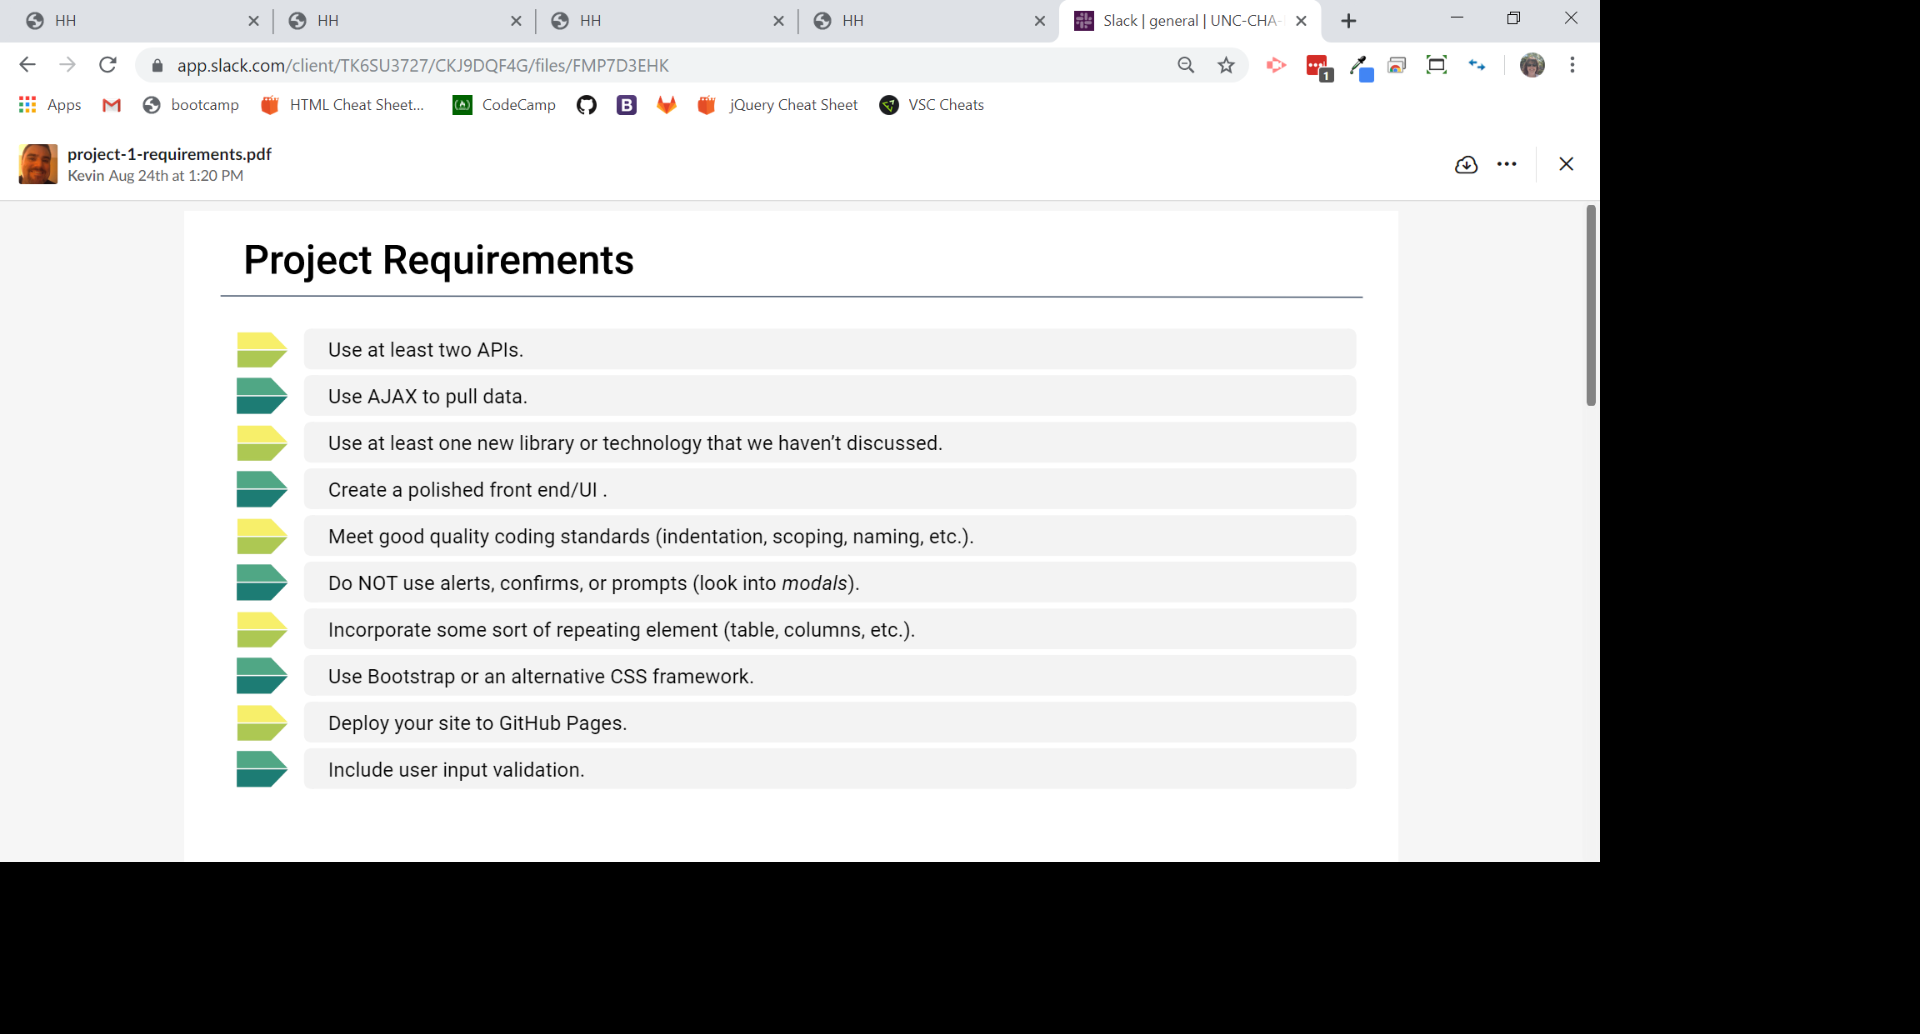 HH
HH
HH
HH
Slack | general | UNC-CHA-
app.slack.com/client/TK6SU3727/CKJ9DQF4G/files/FMP7D3EHK
1
Apps
bootcamp
HTML Cheat Sheet...
CodeCamp
B
jQuery Cheat Sheet
VSC Cheats
project-1-requirements.pdf
Kevin Aug 24th at 1:20 PM
Project Requirements
Use at least two APIs.
Use AJAX to pull data.
Use at least one new library or technology that we haven’t discussed.
Create a polished front end/UI .
Meet good quality coding standards (indentation, scoping, naming, etc.).
Do NOT use alerts, confirms, or prompts (look into modals).
Incorporate some sort of repeating element (table, columns, etc.).
Use Bootstrap or an alternative CSS framework.
Deploy your site to GitHub Pages.
Include user input validation.